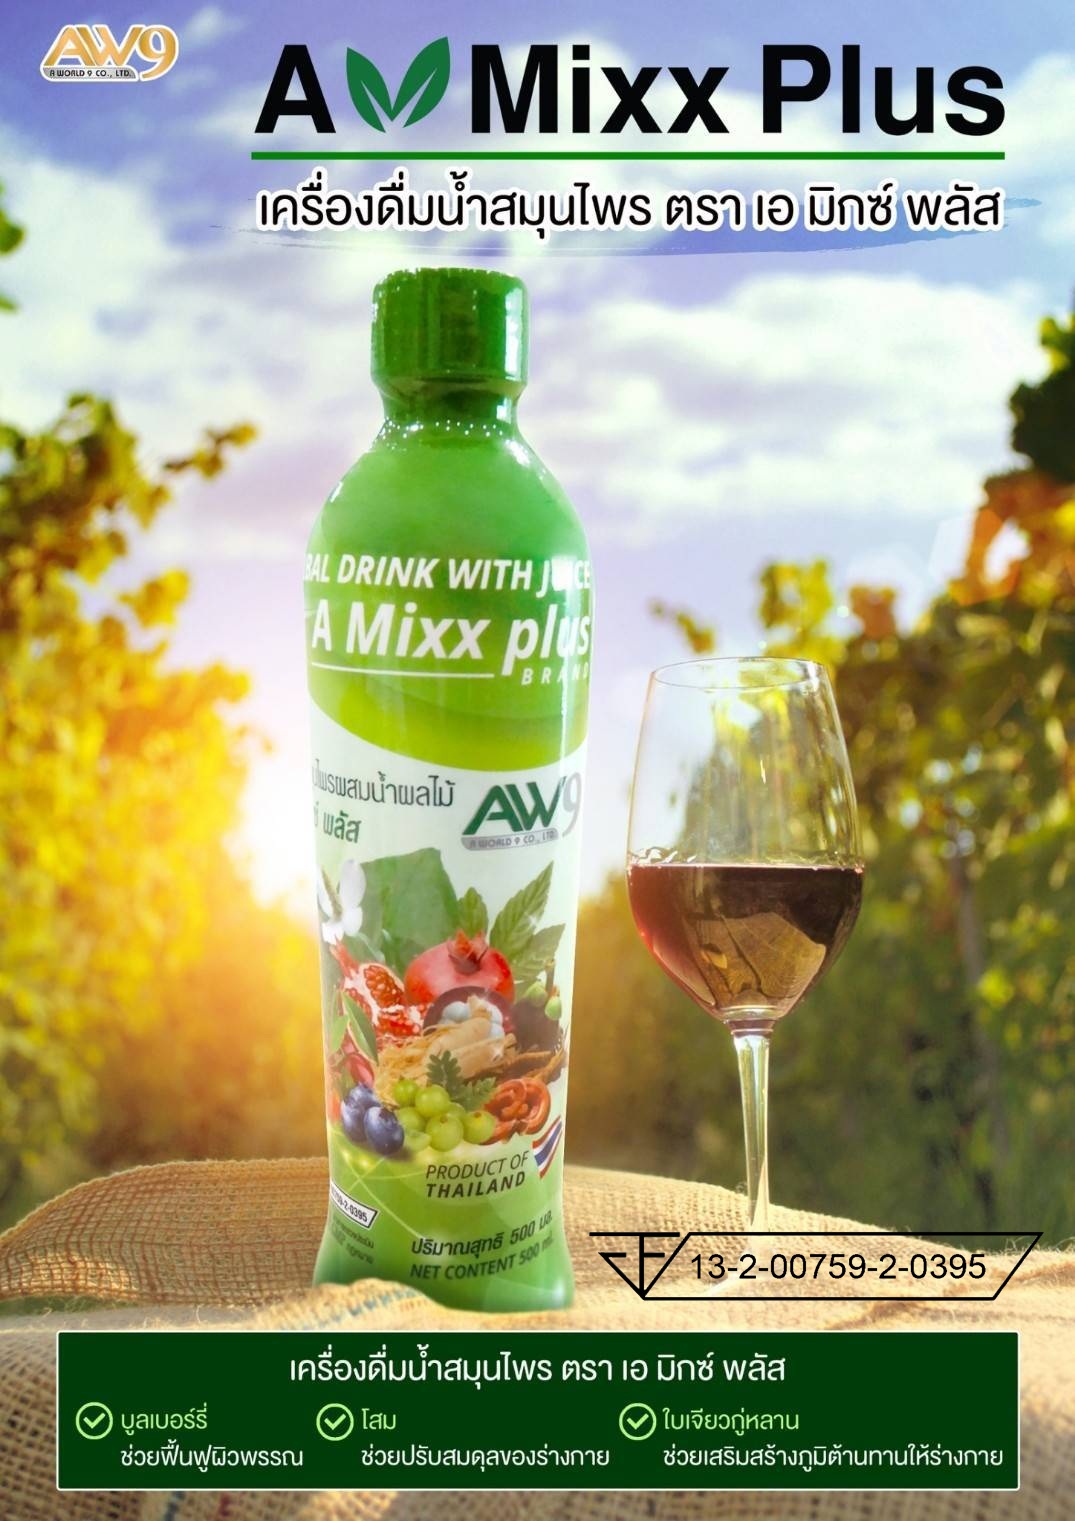 AW9
A WORLD 9 CO., LTD.
A Mixx Plus
เครื่องดื่มน้ำสมุนไพร ตรา เอ มิกซ์ พลัส
BAL DRINK WITH JUICE
A Mixx plus
BRAND
ผสมน้ำผลไม้
ซ์ พลัส
AW9
A WORLD 9 CO., LTD.
PRODUCT OF
THAILAND
00759-2-0395
ปริมาณสุทธิ 500 มล.
NET CONTENT 500 ml.
13-2-00759-2-0395
เครื่องดื่มน้ำสมุนไพร ตรา เอ มิกซ์ พลัส
บูลเบอร์รี่
ช่วยฟื้นฟูผิวพรรณ
โสม
ช่วยปรับสมดุลของร่างกาย
ใบเจียวกู่หลาน
ช่วยเสริมสร้างภูมิต้านทานให้ร่างกาย